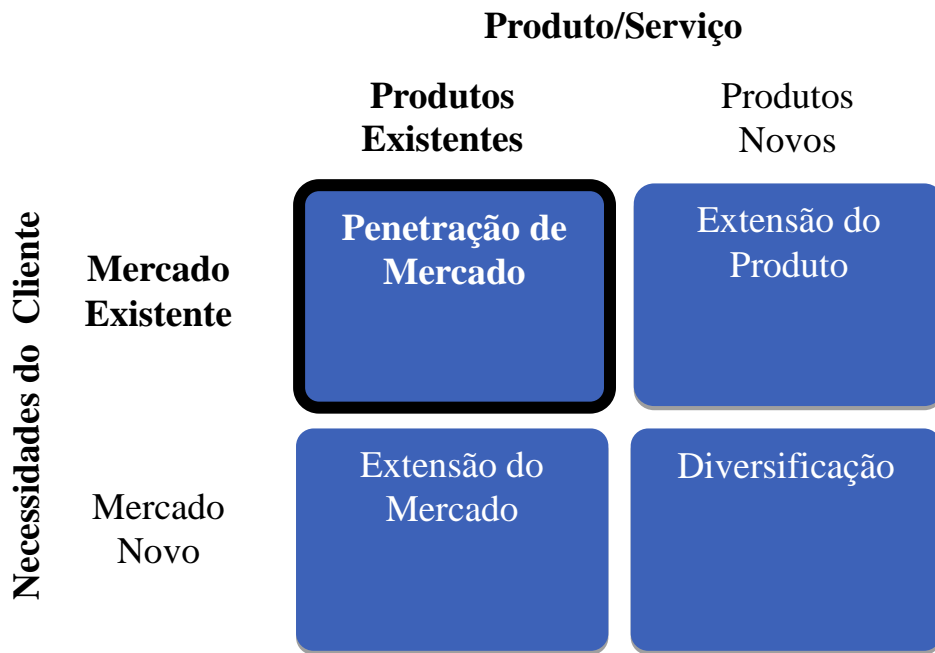 Produto/Serviço
Produtos
Existentes
Produtos
Novos
Necessidades do Cliente
Mercado
Existente
Penetração de
Mercado
Extensão do
Produto
Mercado
Novo
Extensão do
Mercado
Diversificação